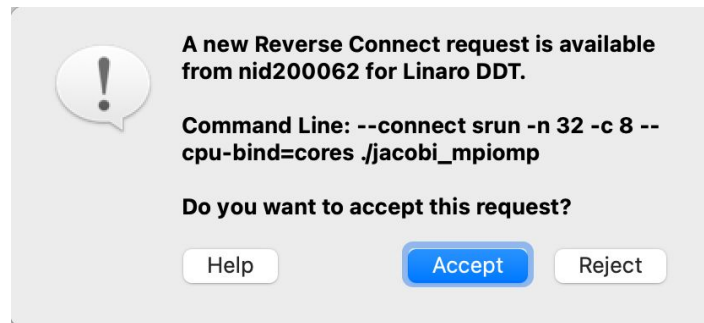 A new Reverse Connect request is available
from nid200062 for Linaro DDT.
Command Line: --connect srun -n 32 -c 8 --
cpu-bind=cores ./jacobi_mpiomp
Do you want to accept this request?
Help Accept Reject